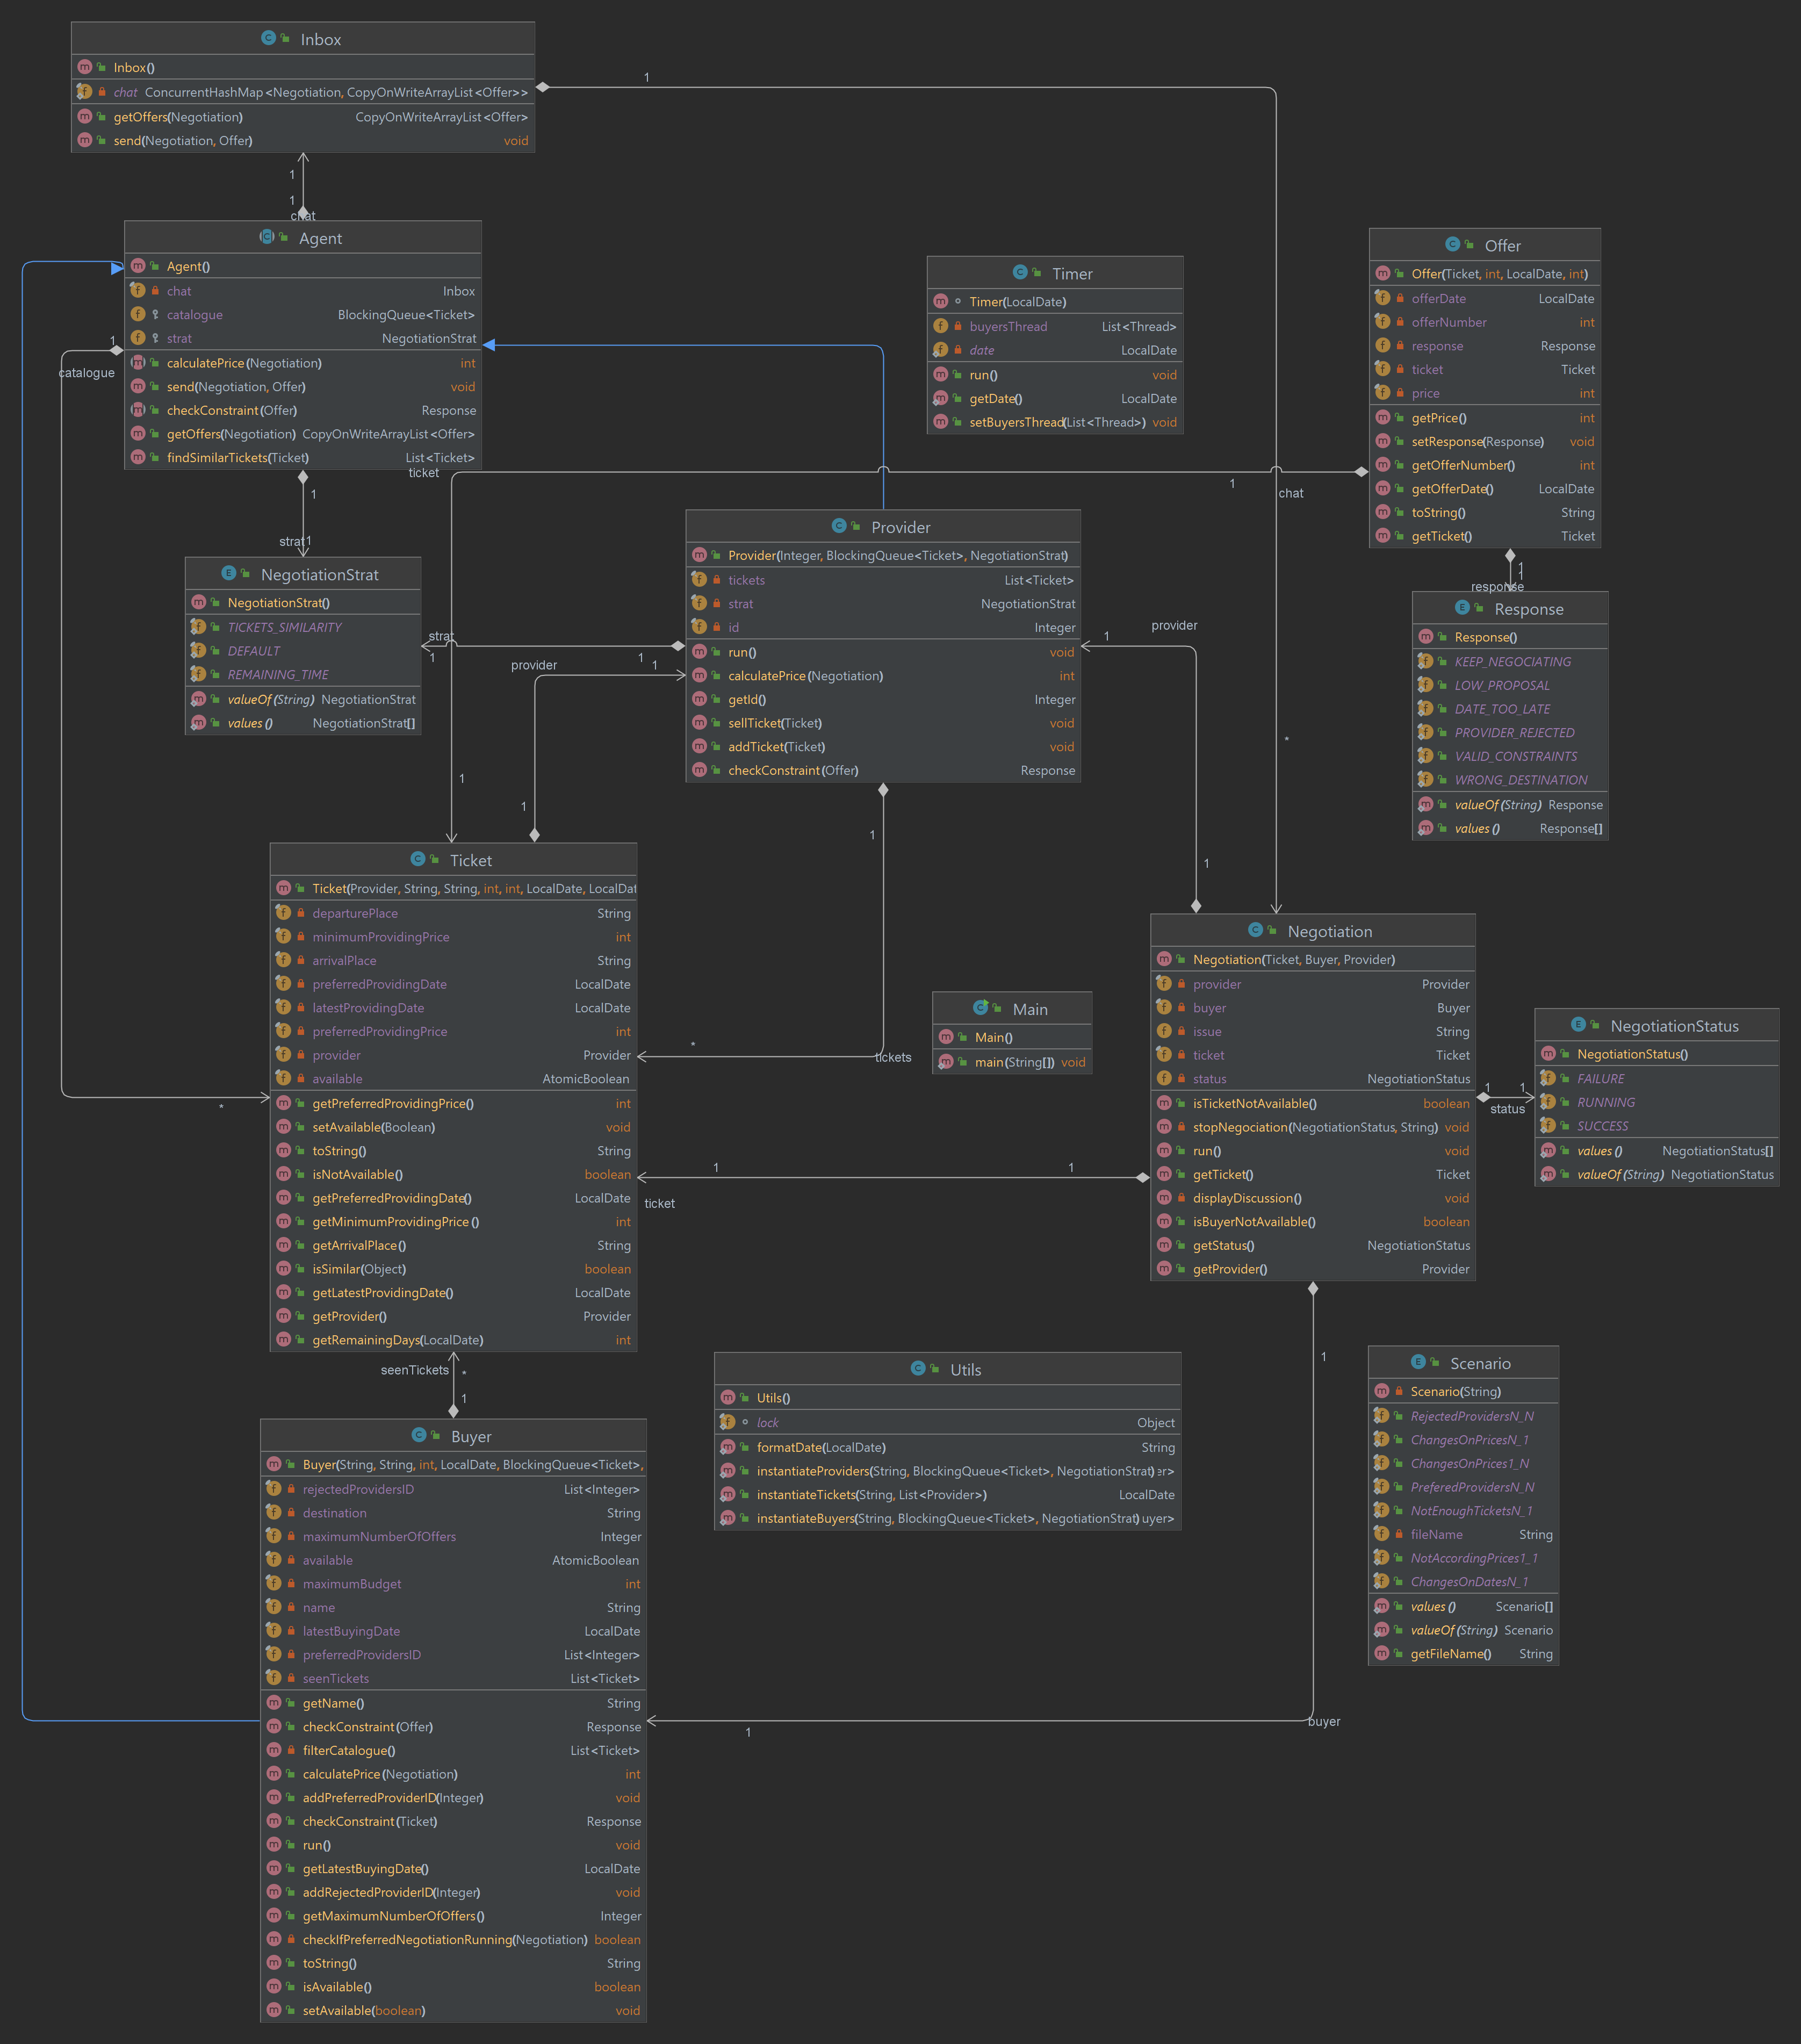 Inbox
Inbox()
chat ConcurrentHashMap<Negotiation, CopyOnWriteArrayList<Offer>>
getOffers(Negotiation) CopyOnWriteArrayList<Offer>
send(Negotiation, Offer) void
1
1
1
chat
Agent
Agent()
chat Inbox
catalogue BlockingQueue<Ticket>
strat NegotiationStrat
calculatePrice(Negotiation) int
send(Negotiation, Offer) void
checkConstraint(Offer) Response
getOffers(Negotiation) CopyOnWriteArrayList<Offer>
findSimilarTickets(Ticket) List<Ticket>
1
catalogue
ticket
1
strat
1
Timer
Timer(LocalDate)
buyersThread List<Thread>
date LocalDate
run() void
getDate() LocalDate
setBuyersThread(List<Thread>) void
Offer
Offer(Ticket, int, LocalDate, int)
offerDate LocalDate
offerNumber int
response Response
ticket Ticket
price int
getPrice() int
setResponse(Response) void
getOfferNumber() int
getOfferDate() LocalDate
toString() String
getTicket() Ticket
1
chat
1
1
response
NegotiationStrat
NegotiationStrat()
TICKETS_SIMILARITY
DEFAULT
REMAINING_TIME
valueOf(String) NegotiationStrat
values() NegotiationStrat[]
Provider
Provider(Integer, BlockingQueue<Ticket>, NegotiationStrat)
tickets List<Ticket>
strat NegotiationStrat
id Integer
run() void
calculatePrice(Negotiation) int
getId() Integer
sellTicket(Ticket) void
addTicket(Ticket) void
checkConstraint(Offer) Response
strat
1
1
provider
1
1
provider
1
*
1
1
1
1
Response
Response()
KEEP_NEGOCIATING
LOW_PROPOSAL
DATE_TOO_LATE
PROVIDER_REJECTED
VALID_CONSTRAINTS
WRONG_DESTINATION
valueOf(String) Response
values() Response[]
Ticket
Ticket(Provider, String, String, int, int, LocalDate, LocalDat
departurePlace String
minimumProvidingPrice int
arrivalPlace String
preferredProvidingDate LocalDate
latestProvidingDate LocalDate
preferredProvidingPrice int
provider Provider
available AtomicBoolean
getPreferredProvidingPrice() int
setAvailable(Boolean) void
toString() String
isNotAvailable() boolean
getPreferredProvidingDate() LocalDate
getMinimumProvidingPrice() int
getArrivalPlace() String
isSimilar(Object) boolean
getLatestProvidingDate() LocalDate
getProvider() Provider
getRemainingDays(LocalDate) int
*
*
tickets
Main
Main()
main(String[]) void
Negotiation
Negotiation(Ticket, Buyer, Provider)
provider Provider
buyer Buyer
issue String
ticket Ticket
status NegotiationStatus
isTicketNotAvailable() boolean
stopNegociation(NegotiationStatus, String) void
run() void
getTicket() Ticket
displayDiscussion() void
isBuyerNotAvailable() boolean
getStatus() NegotiationStatus
getProvider() Provider
1
1
status
NegotiationStatus
NegotiationStatus()
FAILURE
RUNNING
SUCCESS
values() NegotiationStatus[]
valueOf(String) NegotiationStatus
1
1
ticket
seenTickets
*
1
1
Utils
Utils()
lock Object
formatDate(LocalDate) String
instantiateProviders(String, BlockingQueue<Ticket>, NegotiationStrat) er>
instantiateTickets(String, List<Provider>) LocalDate
instantiateBuyers(String, BlockingQueue<Ticket>, NegotiationStrat) uyer>
Scenario
Scenario(String)
RejectedProvidersN_N
ChangesOnPricesN_1
ChangesOnPrices1_N
PreferedProvidersN_N
NotEnoughTicketsN_1
fileName String
NotAccordingPrices1_1
ChangesOnDatesN_1
values() Scenario[]
valueOf(String) Scenario
getFileName() String
Buyer
Buyer(String, String, int, LocalDate, BlockingQueue<Ticket>,
rejectedProvidersID List<Integer>
destination String
maximumNumberOfOffers Integer
available AtomicBoolean
maximumBudget int
name String
latestBuyingDate LocalDate
preferredProvidersID List<Integer>
seenTickets List<Ticket>
getName() String
checkConstraint(Offer) Response
filterCatalogue() List<Ticket>
calculatePrice(Negotiation) int
addPreferredProviderID(Integer) void
checkConstraint(Ticket) Response
run() void
getLatestBuyingDate() LocalDate
addRejectedProviderID(Integer) void
getMaximumNumberOfOffers() Integer
checkIfPreferredNegotiationRunning(Negotiation) boolean
toString() String
isAvailable() boolean
setAvailable(boolean) void
1
buyer